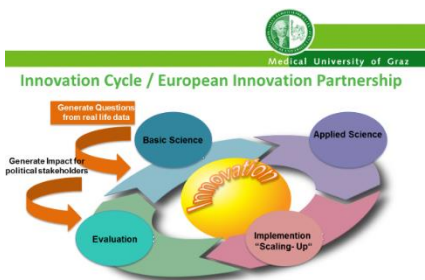 Medical University of Graz
Innovation Cycle / European Innovation Partnership
Generate Questions
from real life data
Basic Science
Applied Science
Generate Impact for
political stakeholders
Innovation
Evaluation
Implemention
"Scaling- Up"